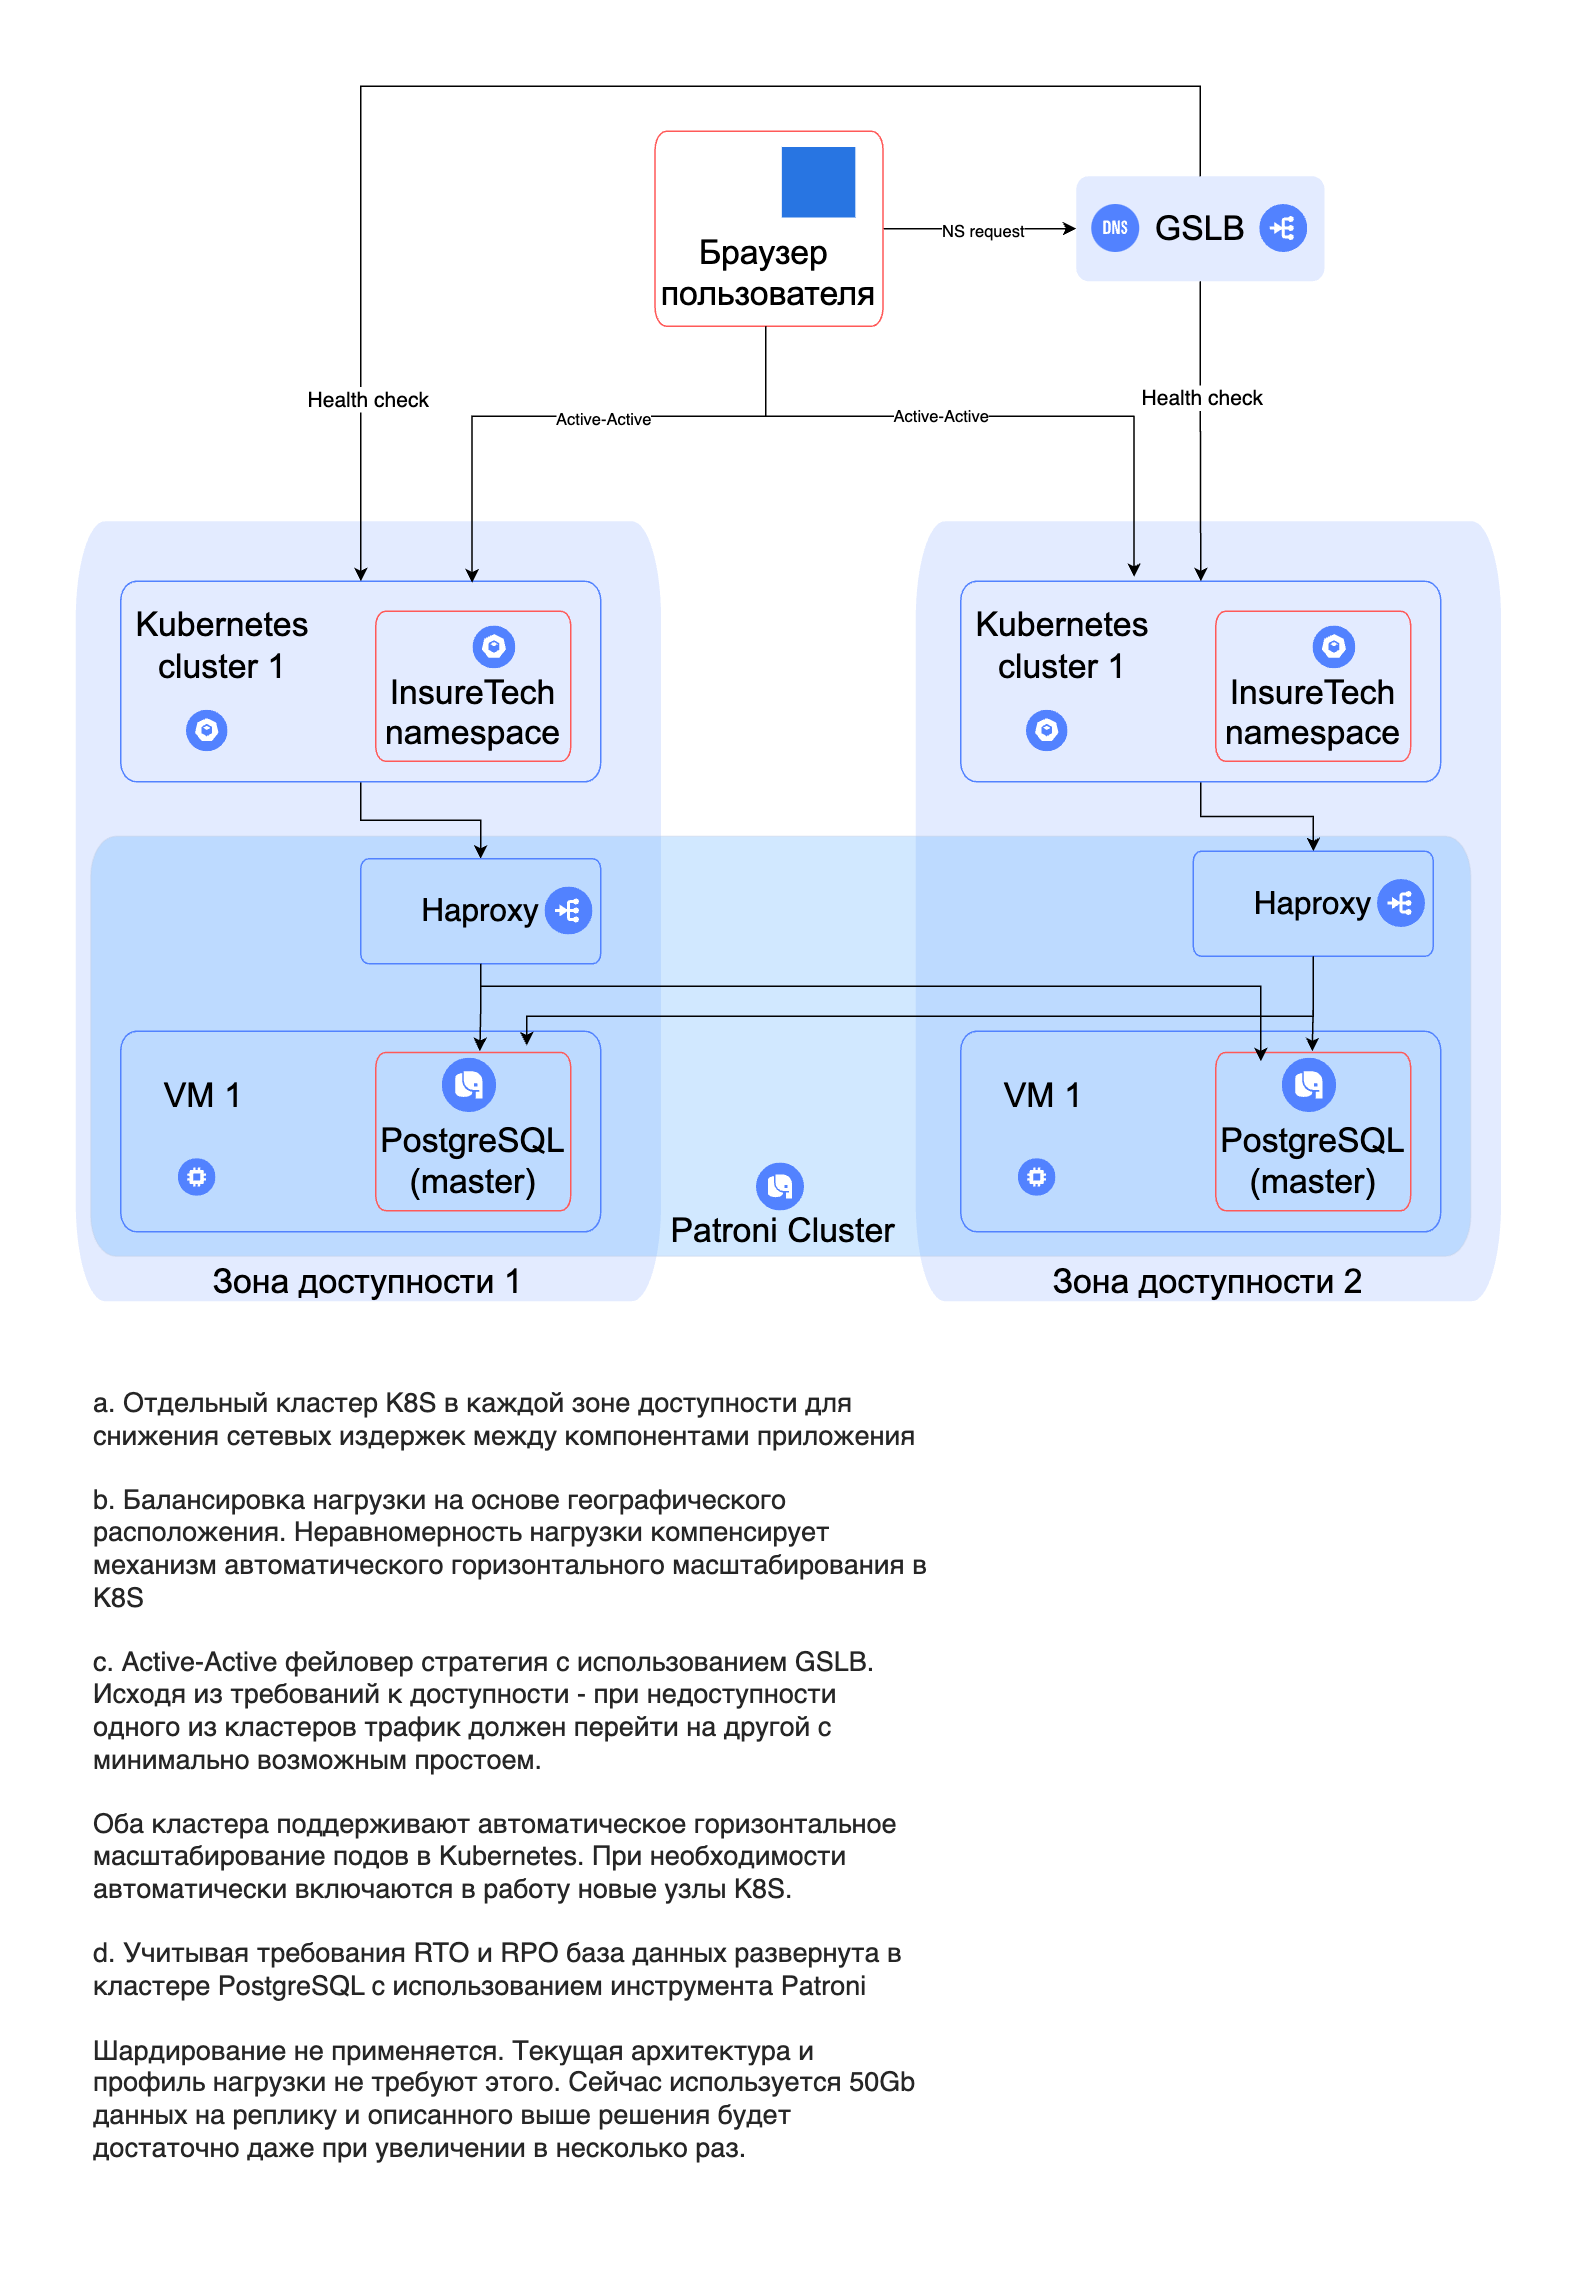 DNS
GSLB
NS request
Браузер
пользователя
Health check
Health check
Active-Active
Active-Active
Kubernetes
cluster 1
InsureTech
namespace
Kubernetes
cluster 1
InsureTech
namespace
Haproxy
Haproxy
VM 1
PostgreSQL
(master)
VM 1
PostgreSQL
(master)
Patroni Cluster
Зона доступности 1
Зона доступности 2
a. Отдельный кластер K8S в каждой зоне доступности для
снижения сетевых издержек между компонентами приложения
b. Балансировка нагрузки на основе географического
расположения. Неравномерность нагрузки компенсирует
механизм автоматического горизонтального масштабирования в
K8S
c. Active-Active фейловер стратегия с использованием GSLB.
Исходя из требований к доступности - при недоступности
одного из кластеров трафик должен перейти на другой с
минимально возможным простоем.
Оба кластера поддерживают автоматическое горизонтальное
масштабирование подов в Kubernetes. При необходимости
автоматически включаются в работу новые узлы K8S.
d. Учитывая требования RTO и RPO база данных развернута в
кластере PostgreSQL с использованием инструмента Patroni
Шардирование не применяется. Текущая архитектура и
профиль нагрузки не требуют этого. Сейчас используется 50Gb
данных на реплику и описанного выше решения будет
достаточно даже при увеличении в несколько раз.